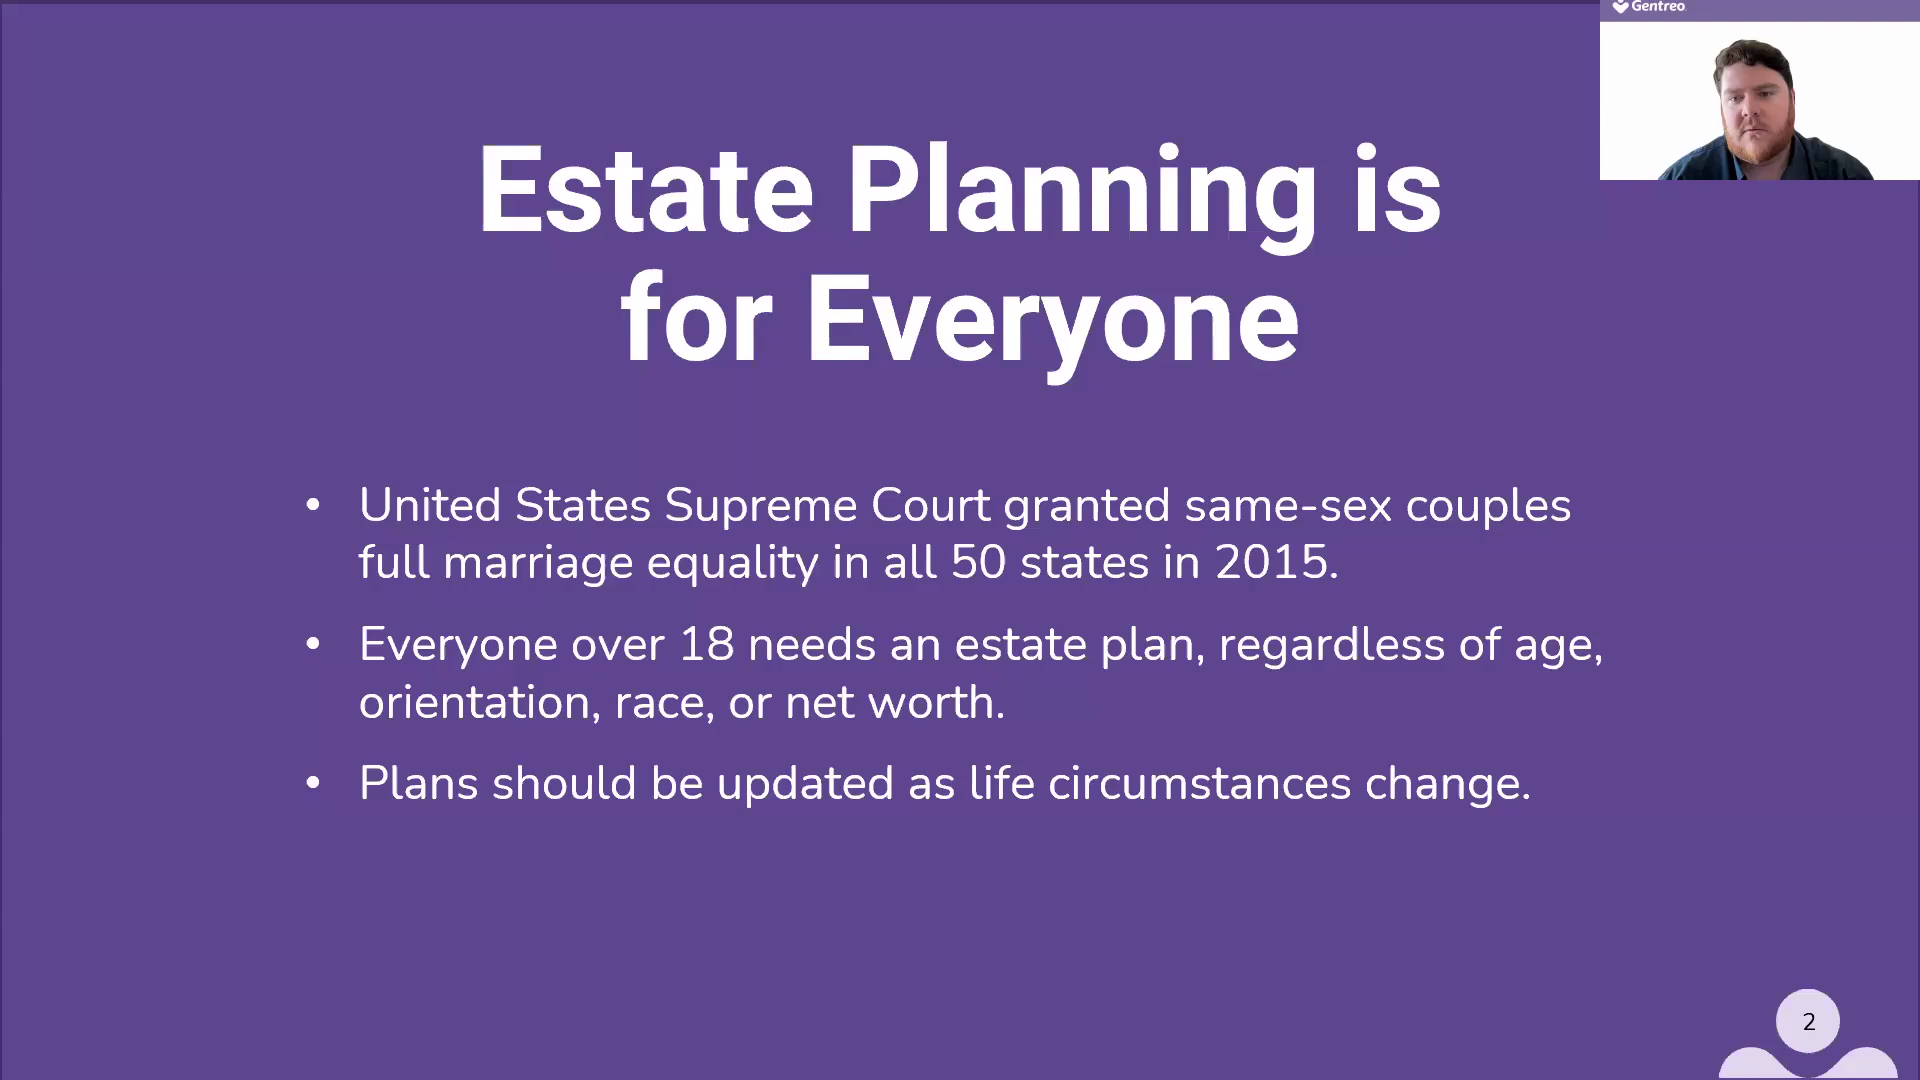 Gentreo
Estate Planning is
for Everyone
• United States Supreme Court granted same-sex couples
full marriage equality in all 50 states in 2015.
• Everyone over 18 needs an estate plan, regardless of age,
orientation, race, or net worth.
• Plans should be updated as life circumstances change.
2